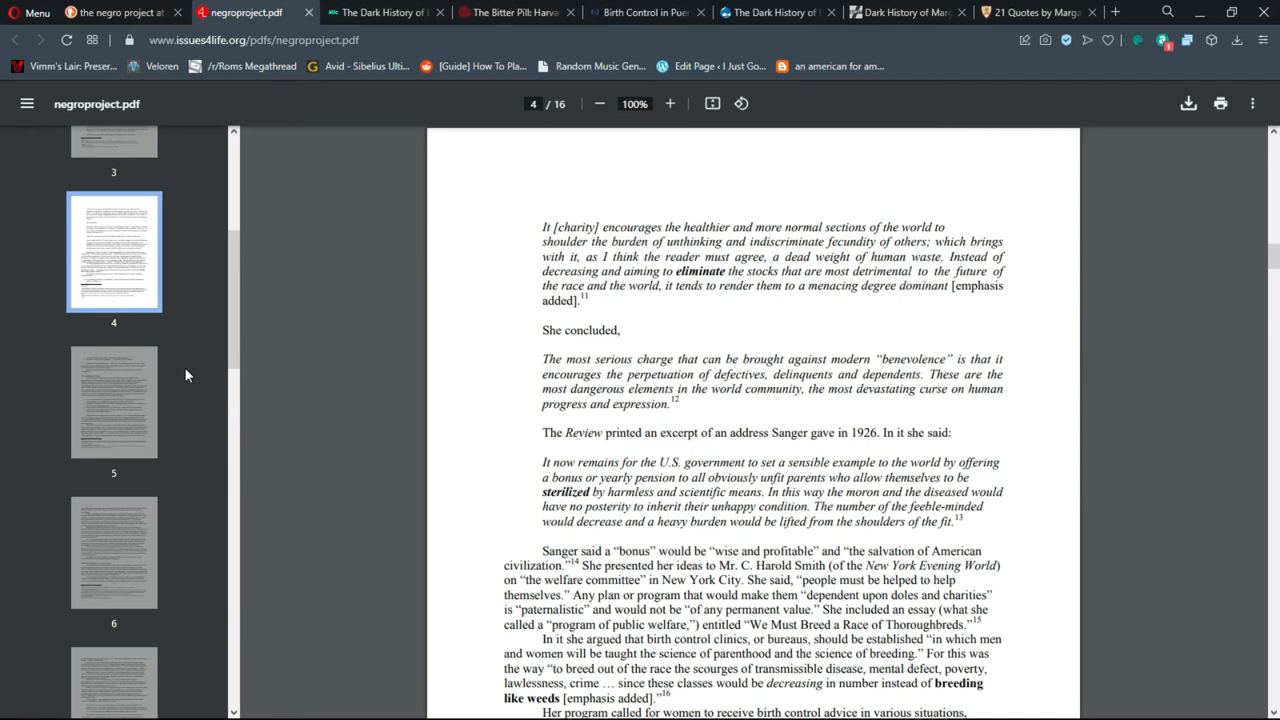 Menu
the negro project at
negroproject.pdf
The Dark History of
The Bitter Pill: Harva
Birth Control in Puer
The Dark History of
Dark History of Marg
21 Quotes by Marga
www.issues4life.org/pdfs/negroproject.pdf
1
Vimm's Lair: Preser...
Veloren
/r/Roms Megathread
Avid - Sibelius Ulti...
[Guide] How To Pla...
Random Music Gen...
Edit Page ‹ I Just Go...
an american for am...
negroproject.pdf
4 / 16
100%
3
4
5
6
[charity] encourages the healthier and more normal sections of the world to
shoulder the burden of unthinking and indiscriminate fecundity of others; which brings
with it, as I think the reader must agree, a dead weight of human waste. Instead of
decreasing and aiming to eliminate the stocks that are most detrimental to the future of
the race and the world, it tends to render them to a menacing degree dominant [emphasis
added].11
She concluded,
The most serious charge that can be brought against modern “benevolence” is that it
encourages the perpetuation of defectives, delinquents and dependents. These are the
most dangerous elements in the world community, the most devastating curse on human
progress and expression.12
The Review printed an excerpt of an address Sanger gave in 1926. In it she said:
It now remains for the U.S. government to set a sensible example to the world by offering
a bonus or yearly pension to all obviously unfit parents who allow themselves to be
sterilized by harmless and scientific means. In this way the moron and the diseased would
have no posterity to inherit their unhappy condition. The number of the feeble-minded
would decrease and a heavy burden would be lifted from the shoulders of the fit.13
Sanger said a “bonus” would be “wise and profitable” and “the salvation of American
civilization.”14 She presented her ideas to Mr. C. Harold Smith (of the New York Evening World)
on “the welfare committee” in New York City. She said, “people must be helped to help
themselves.” Any plan or program that would make them “dependent upon doles and charities”
is “paternalistic” and would not be “of any permanent value.” She included an essay (what she
called a “program of public welfare,”) entitled “We Must Breed a Race of Thoroughbreds.”15
In it she argued that birth control clinics, or bureaus, should be established “in which men
and women will be taught the science of parenthood and the science of breeding.” For this was
the way “to breed out of the race the scourges of transmissible disease, mental defect, poverty,
lawlessness, crime … since these classes would be decreasing in number instead of breeding
like weeds [emphasis added].”16
Her program called for women to receive birth control advice in various situations,